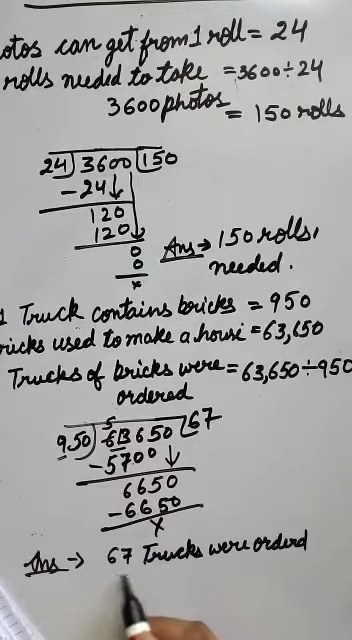 otos can get from 1 roll = 24
rolls needed to take = 3600÷24
3600 photos = 150 rolls
24) 3600 (150
-24
120
120
0
0
x
Ans → 150 rolls,
needed.
1 Truck contains bricks = 950
ricks used to make a house = 63,650
Trucks of bricks were = 63,650÷950
ordered
5
950) 63650 (67
-5700
6650
-6650
x
Ans → 67 Trucks were orderd